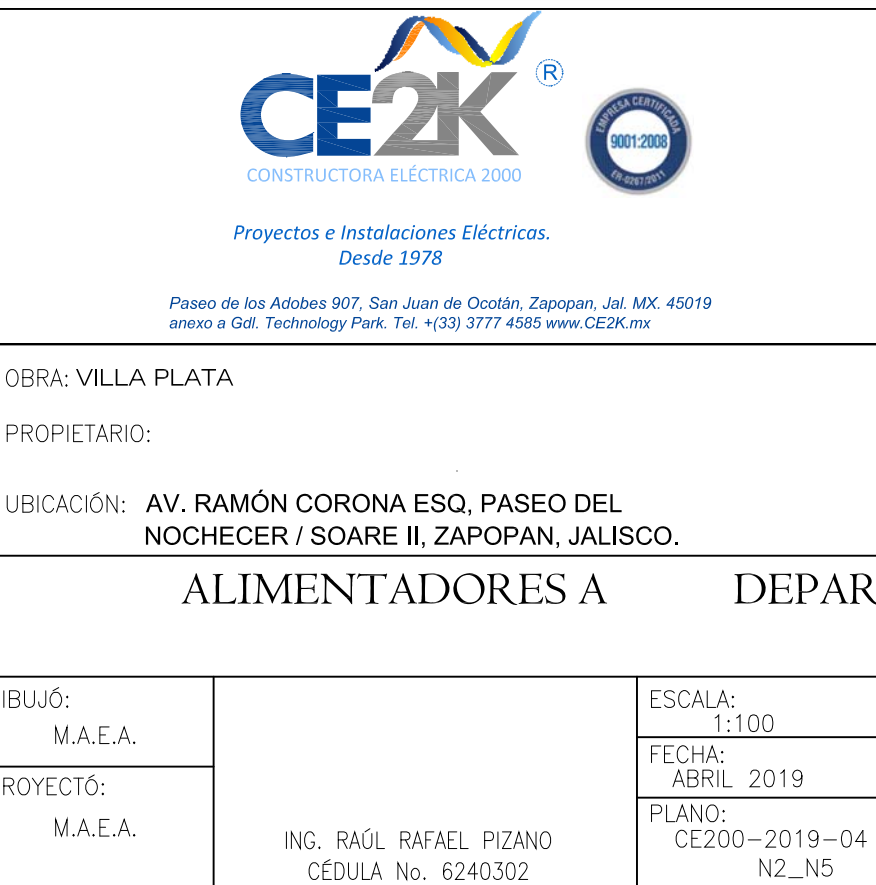 CE2K ®
CONSTRUCTORA ELÉCTRICA 2000
EMPRESA CERTIFICADA
9001:2008
ER-0267/2011
Proyectos e Instalaciones Eléctricas.
Desde 1978
Paseo de los Adobes 907, San Juan de Ocotán, Zapopan, Jal. MX. 45019
anexo a Gdl. Technology Park. Tel. +(33) 3777 4585 www.CE2K.mx
OBRA: VILLA PLATA
PROPIETARIO:
UBICACIÓN: AV. RAMÓN CORONA ESQ, PASEO DEL
NOCHECER / SOARE II, ZAPOPAN, JALISCO.
ALIMENTADORES A DEPAR
IBUJÓ:
M.A.E.A.
ROYECTÓ:
M.A.E.A.
ING. RAÚL RAFAEL PIZANO
CÉDULA No. 6240302
ESCALA:
1:100
FECHA:
ABRIL 2019
PLANO:
CE200-2019-04
N2_N5